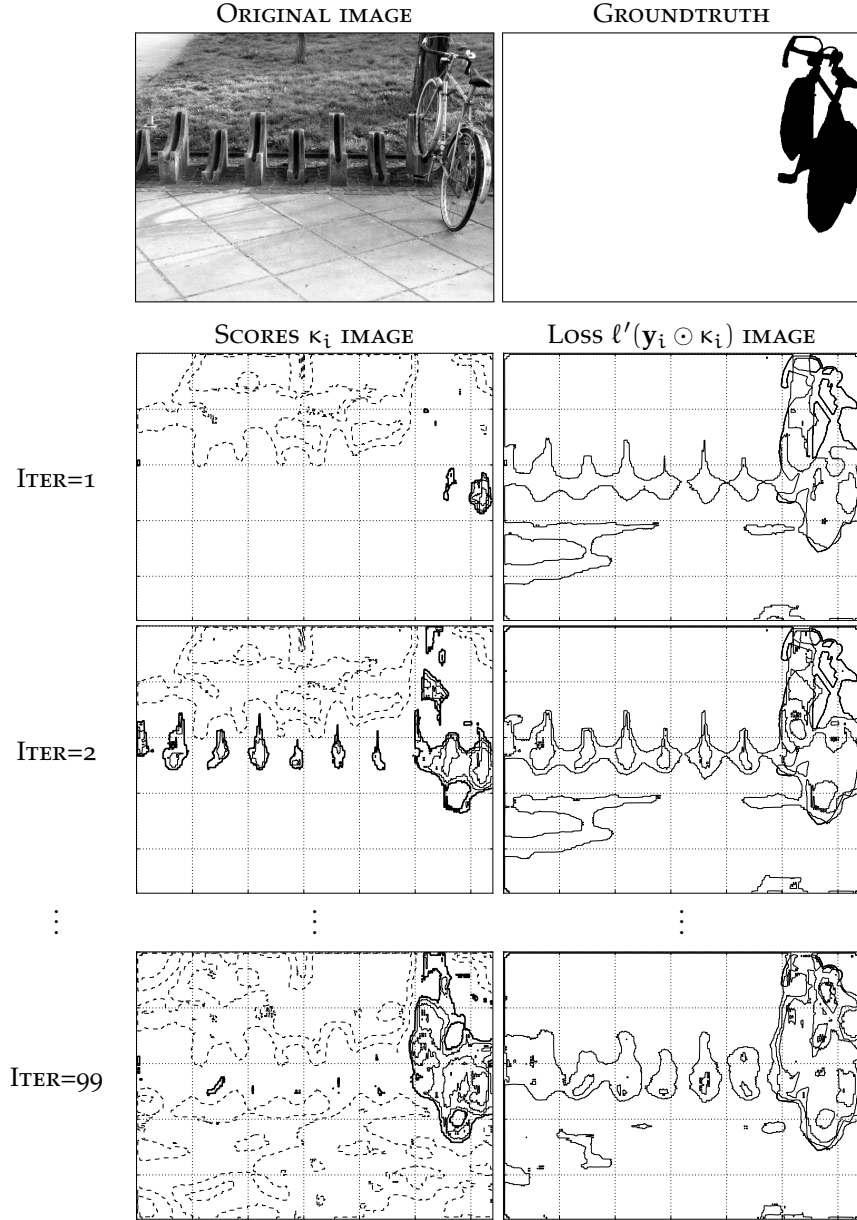 Original image Groundtruth
Scores κᵢ image Loss ℓ′(𝐲ᵢ ⊙ κᵢ) image
Iter=1
Iter=2
⋮ ⋮ ⋮
Iter=99